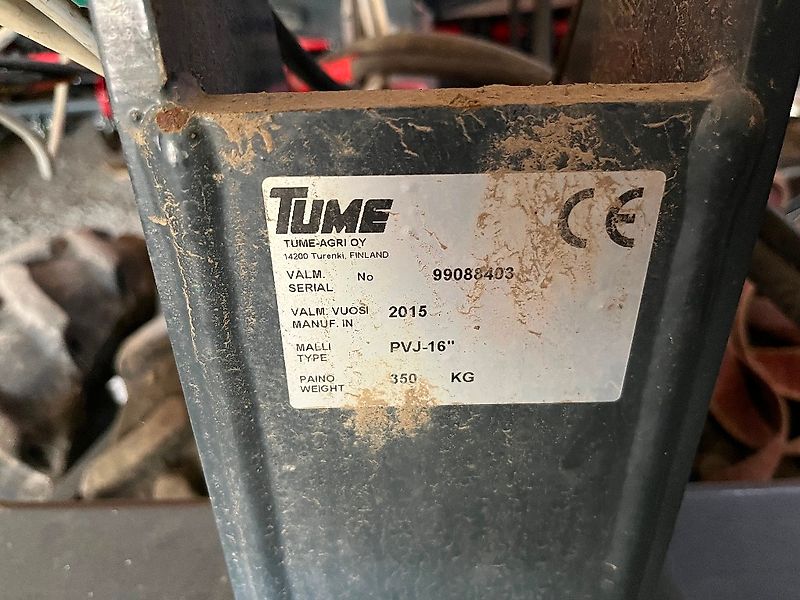 TUME CE
TUME-AGRI OY
14200 Turenki, FINLAND
VALM. No 99088403
SERIAL
VALM. VUOSI 2015
MANUF. IN
MALLI PVJ-16"
TYPE
PAINO 350 KG
WEIGHT